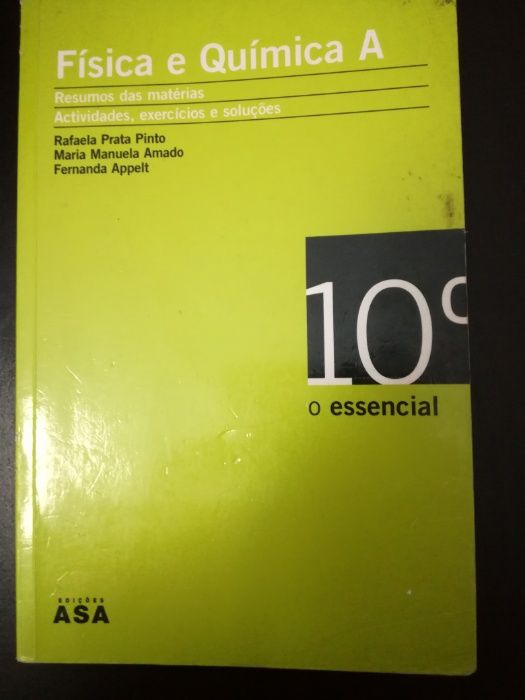 Física e Química A
Resumos das matérias
Actividades, exercícios e soluções
Rafaela Prata Pinto
Maria Manuela Amado
Fernanda Appelt
10º
o essencial
EDIÇÕES
ASA